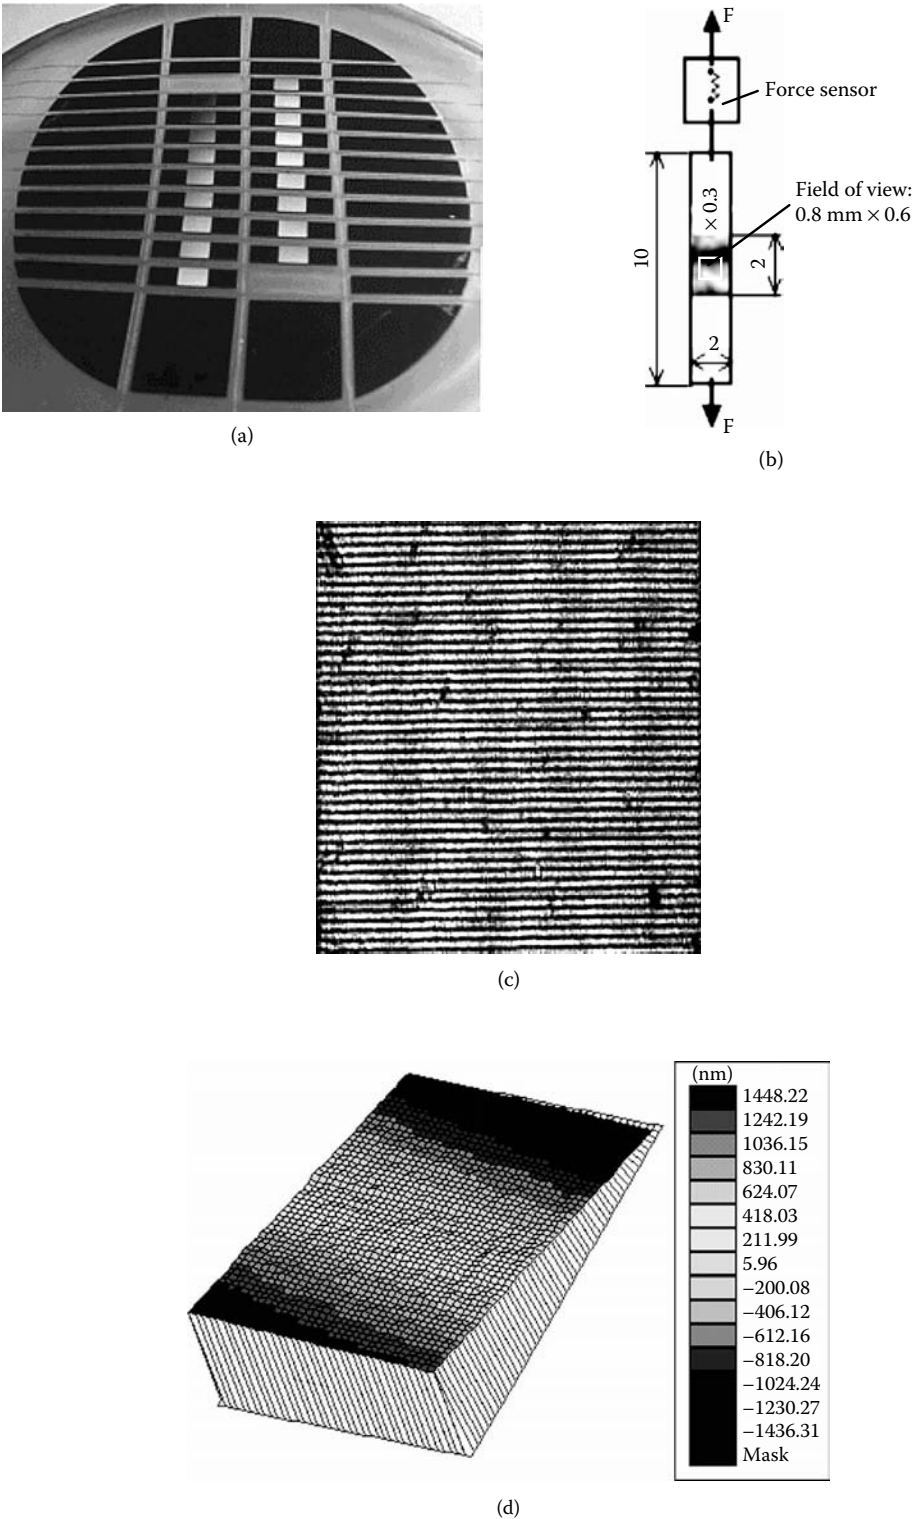 (a)
F
Force sensor
Field of view:
0.8 mm × 0.6
× 0.3
10
2
2
F
(b)
(c)
(nm)
1448.22
1242.19
1036.15
830.11
624.07
418.03
211.99
5.96
−200.08
−406.12
−612.16
−818.20
−1024.24
−1230.27
−1436.31
Mask
(d)